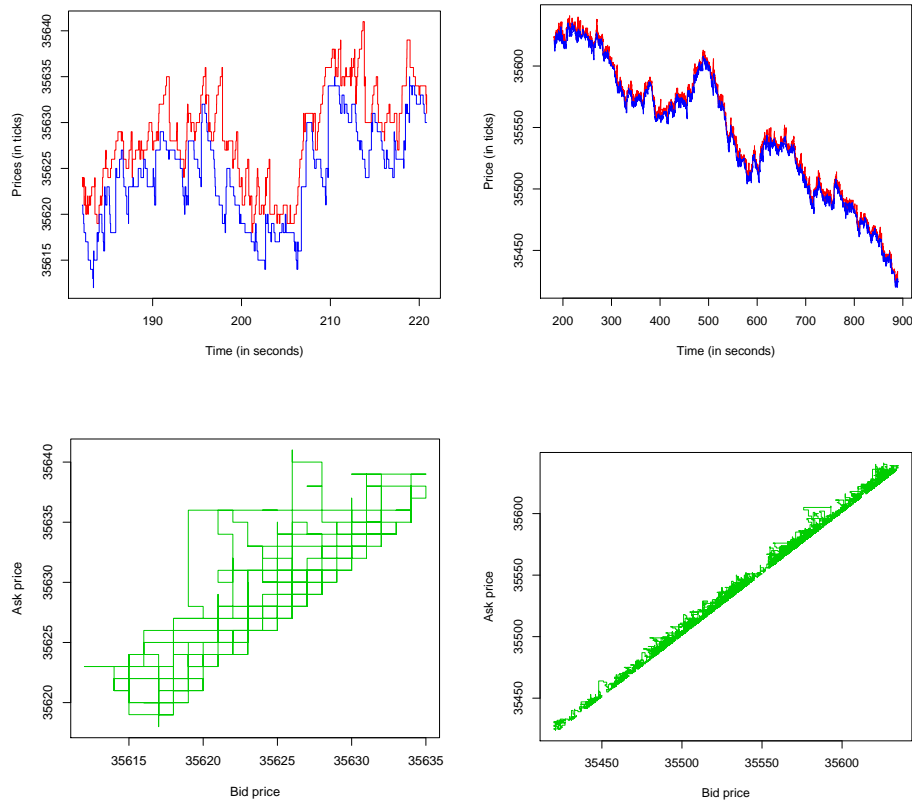 Prices (in ticks)
35615 35620 35625 35630 35635 35640
190 200 210 220
Time (in seconds)
Price (in ticks)
35450 35500 35550 35600
200 300 400 500 600 700 800 900
Time (in seconds)
Ask price
35620 35625 35630 35635 35640
35615 35620 35625 35630 35635
Bid price
Ask price
35450 35500 35550 35600
35450 35500 35550 35600
Bid price